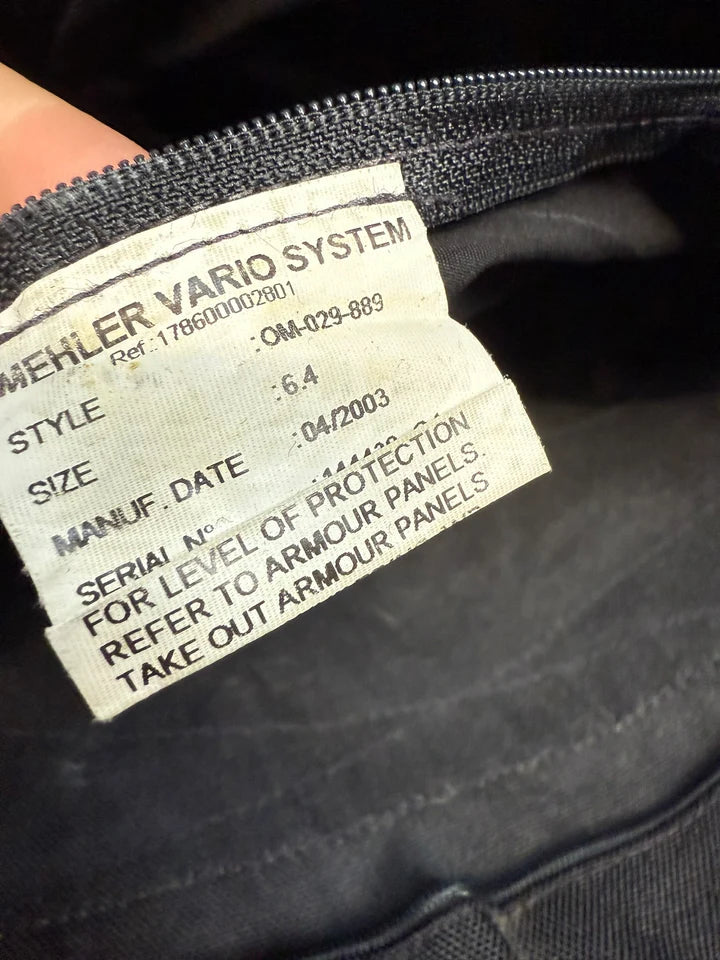 MEHLER VARIO SYSTEM
Ref.:178600002801
STYLE :OM-029-889
SIZE :6.4
MANUF. DATE :04/2003
SERIAL Nº
FOR LEVEL OF PROTECTION
REFER TO ARMOUR PANELS.
TAKE OUT ARMOUR PANELS